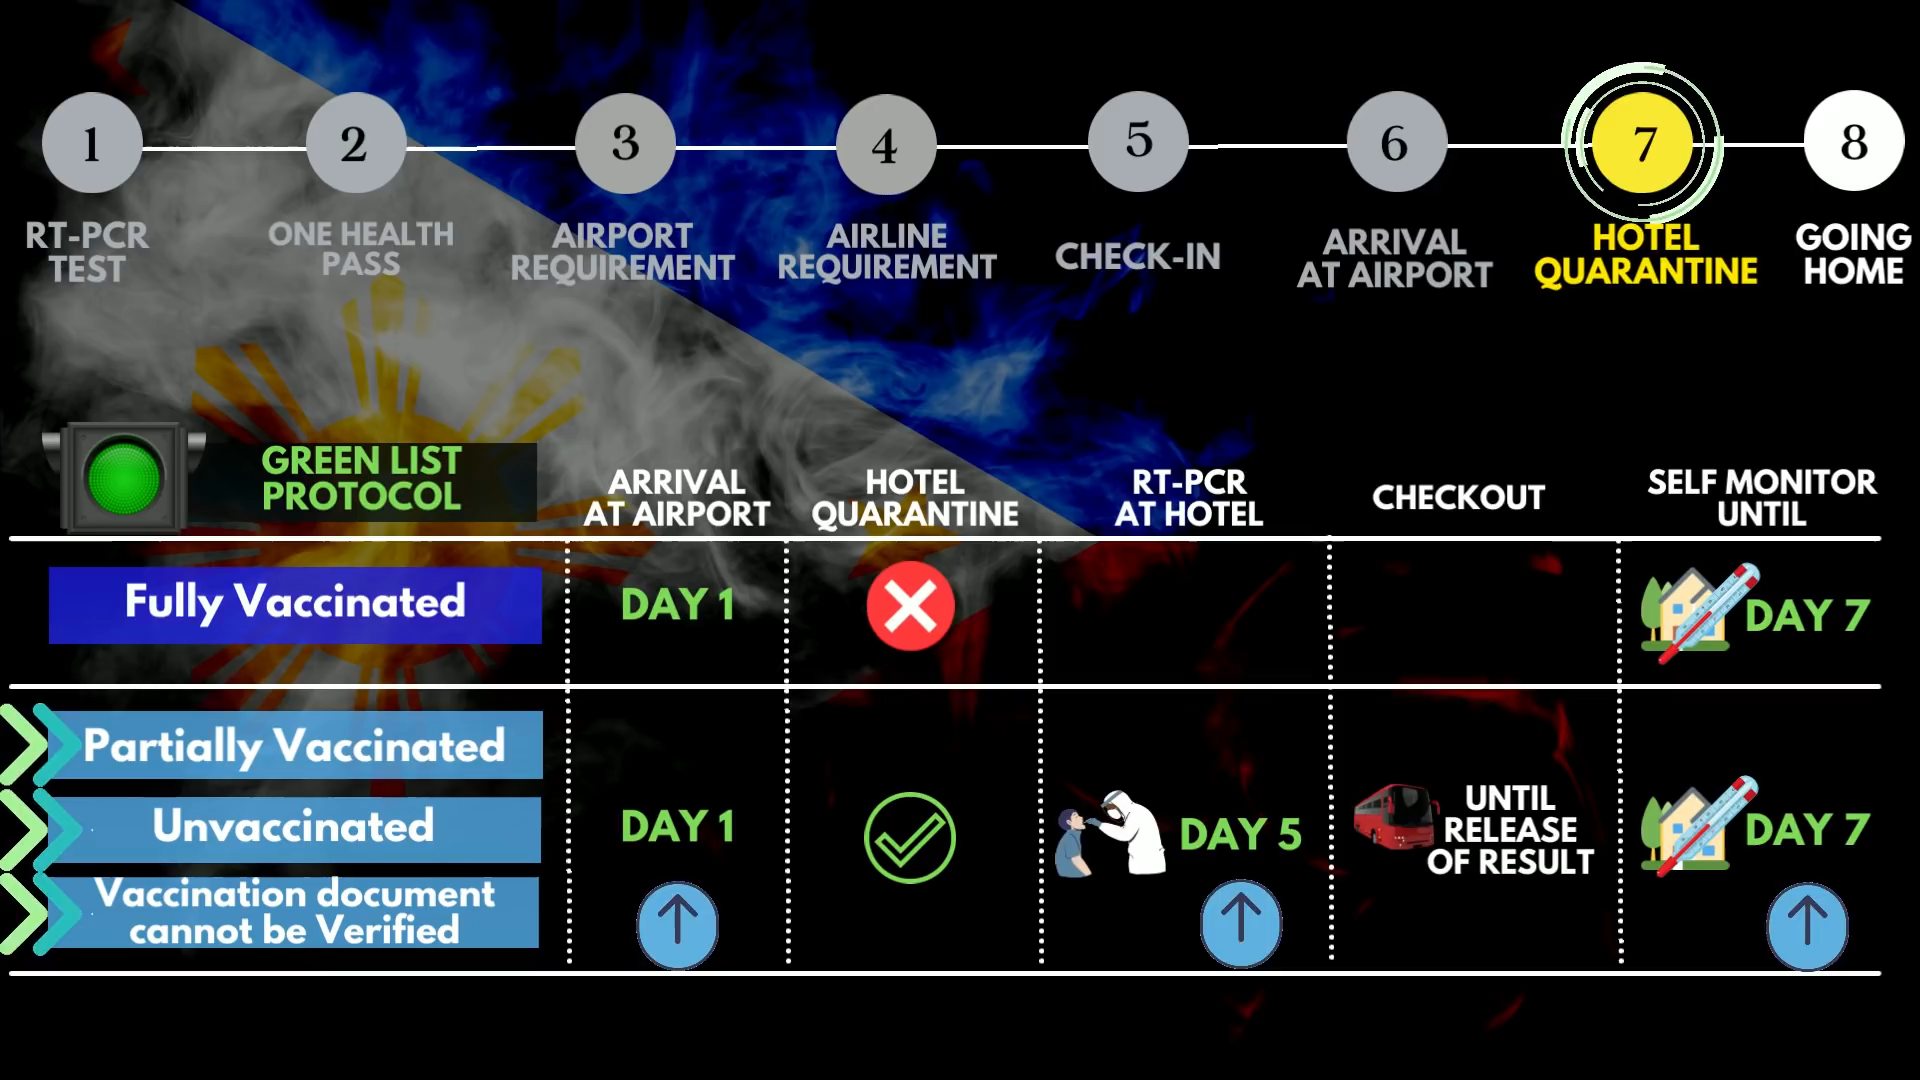 1
2
3
4
5
6
7
8
RT-PCR
TEST
ONE HEALTH
PASS
AIRPORT
REQUIREMENT
AIRLINE
REQUIREMENT
CHECK-IN
ARRIVAL
AT AIRPORT
HOTEL
QUARANTINE
GOING
HOME
GREEN LIST
PROTOCOL
ARRIVAL
AT AIRPORT
HOTEL
QUARANTINE
RT-PCR
AT HOTEL
CHECKOUT
SELF MONITOR
UNTIL
Fully Vaccinated
DAY 1
DAY 7
Partially Vaccinated
Unvaccinated
Vaccination document
cannot be Verified
DAY 1
DAY 5
UNTIL
RELEASE
OF RESULT
DAY 7